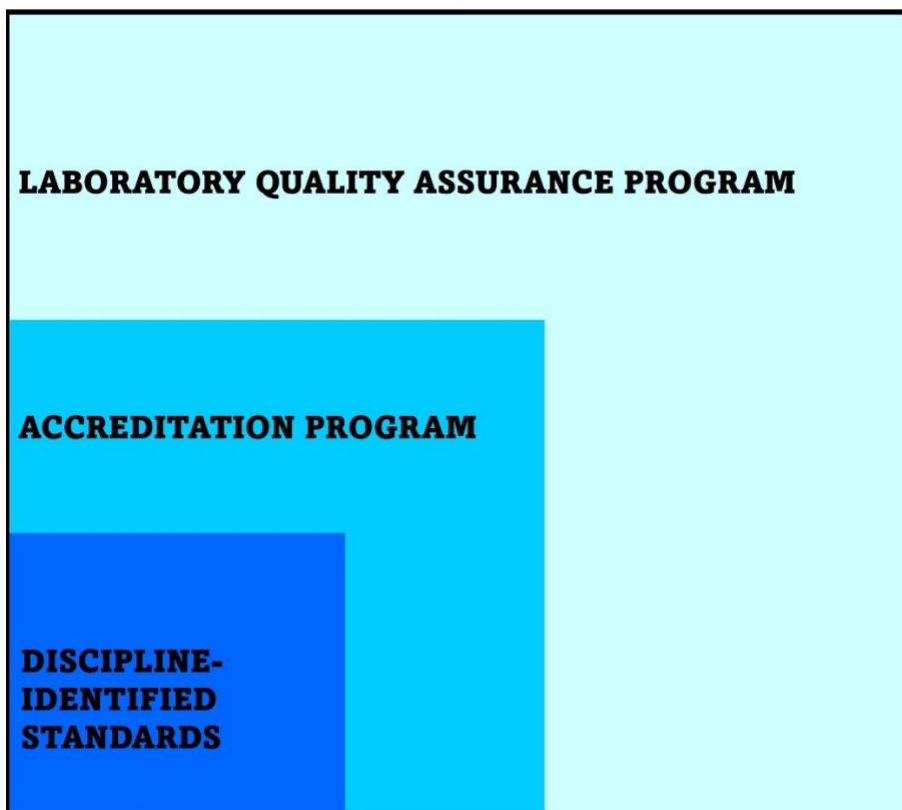 LABORATORY QUALITY ASSURANCE PROGRAM
ACCREDITATION PROGRAM
DISCIPLINE-
IDENTIFIED
STANDARDS